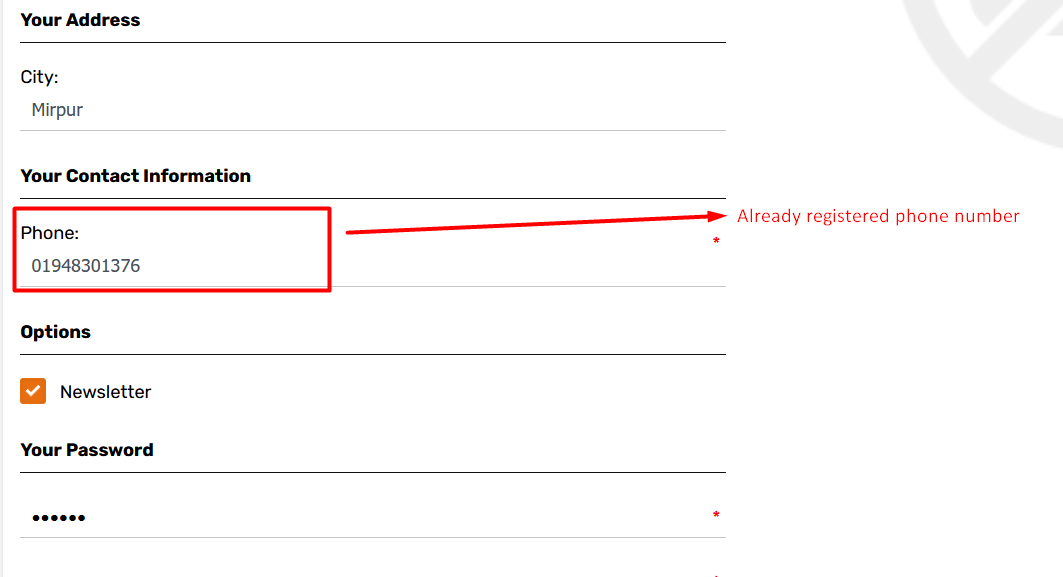 Your Address
City:
Mirpur
Your Contact Information
Phone:
Already registered phone number
*
01948301376
Options
Newsletter
Your Password
••••••
*